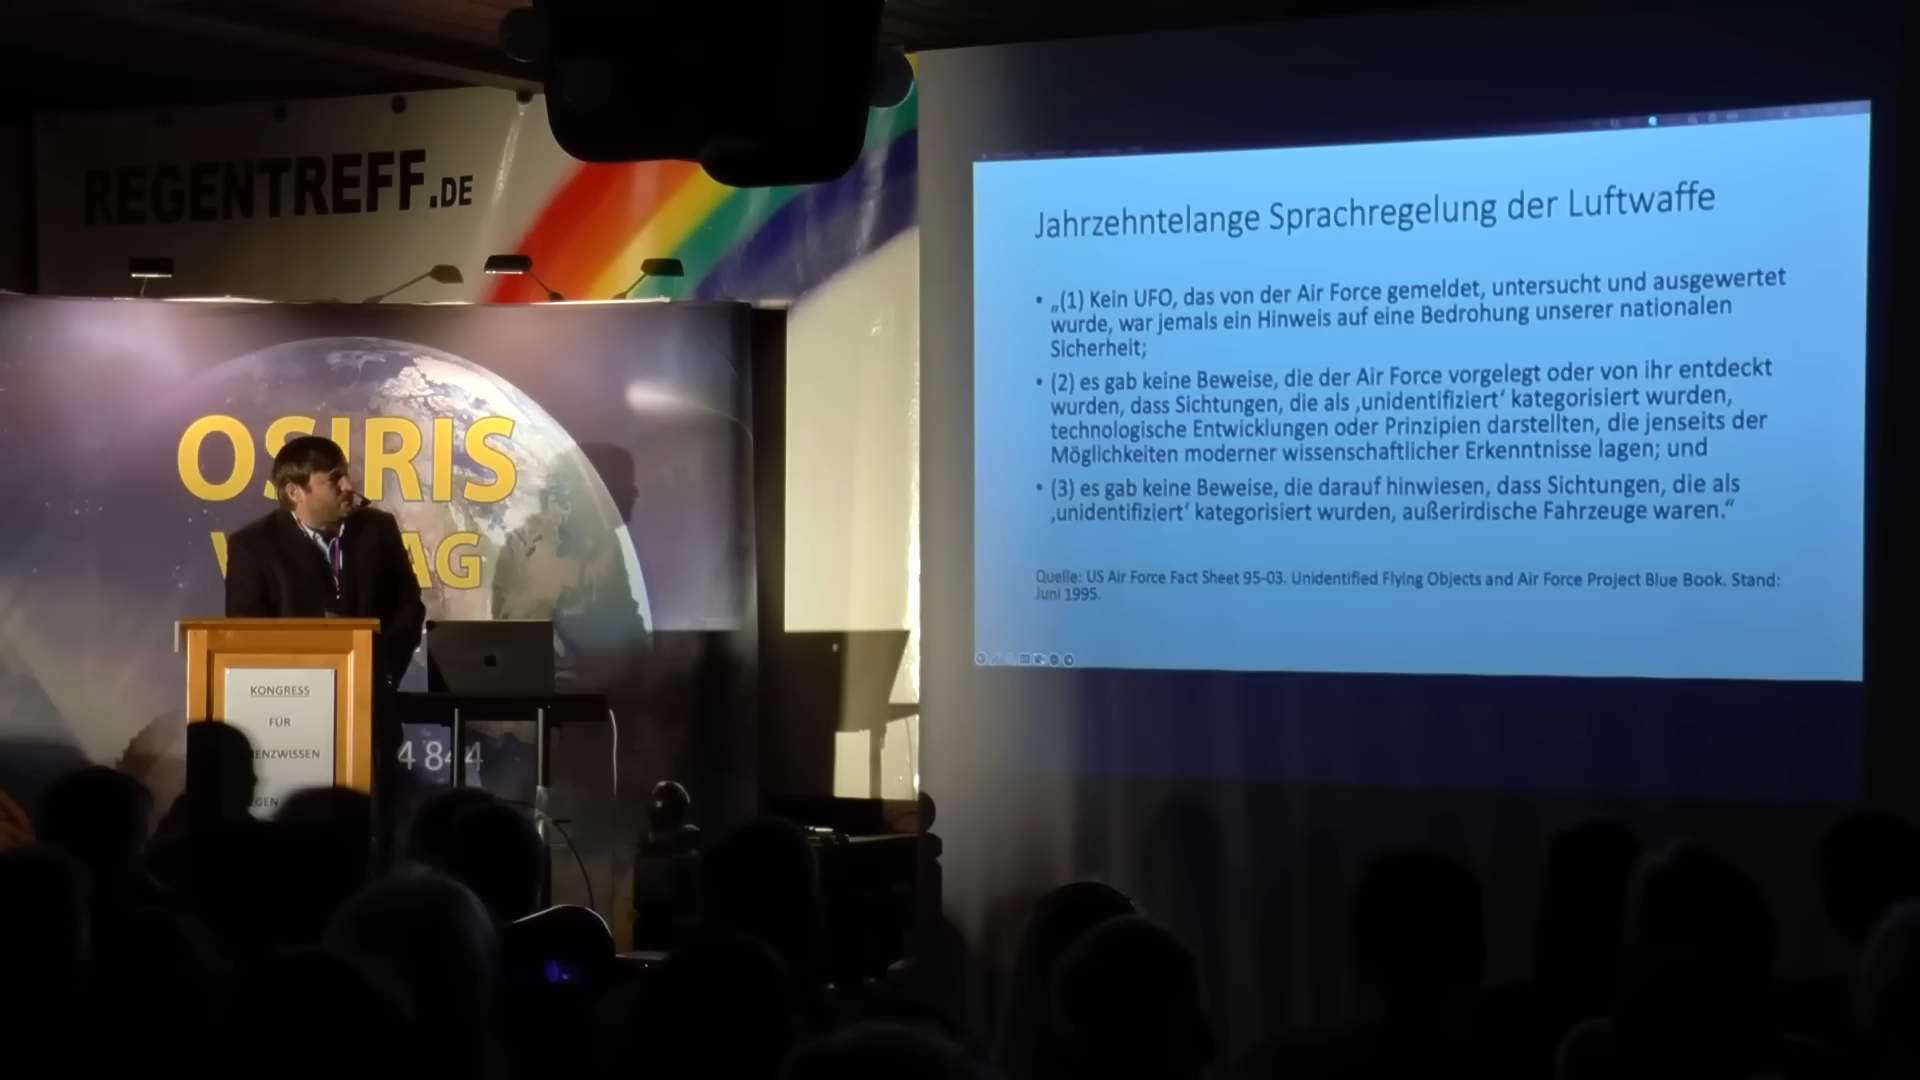 REGENTREFF.DE
OSIRIS
KONGRESS
FÜR
ENZWISSEN
GEN
484
Jahrzehntelange Sprachregelung der Luftwaffe
• „(1) Kein UFO, das von der Air Force gemeldet, untersucht und ausgewertet
wurde, war jemals ein Hinweis auf eine Bedrohung unserer nationalen
Sicherheit;
• (2) es gab keine Beweise, die der Air Force vorgelegt oder von ihr entdeckt
wurden, dass Sichtungen, die als ‚unidentifiziert‘ kategorisiert wurden,
technologische Entwicklungen oder Prinzipien darstellten, die jenseits der
Möglichkeiten moderner wissenschaftlicher Erkenntnisse lagen; und
• (3) es gab keine Beweise, die darauf hinwiesen, dass Sichtungen, die als
‚unidentifiziert‘ kategorisiert wurden, außerirdische Fahrzeuge waren.“
Quelle: US Air Force Fact Sheet 95-03. Unidentified Flying Objects and Air Force Project Blue Book. Stand:
Juni 1995.